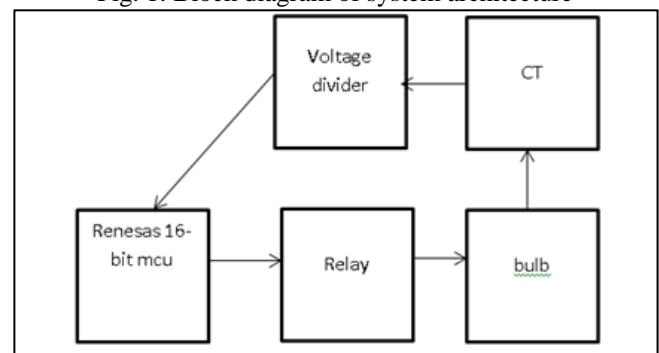 Fig. 1: Block diagram of system architecture
Voltage
divider
CT
Renesas 16-
bit mcu
Relay
bulb